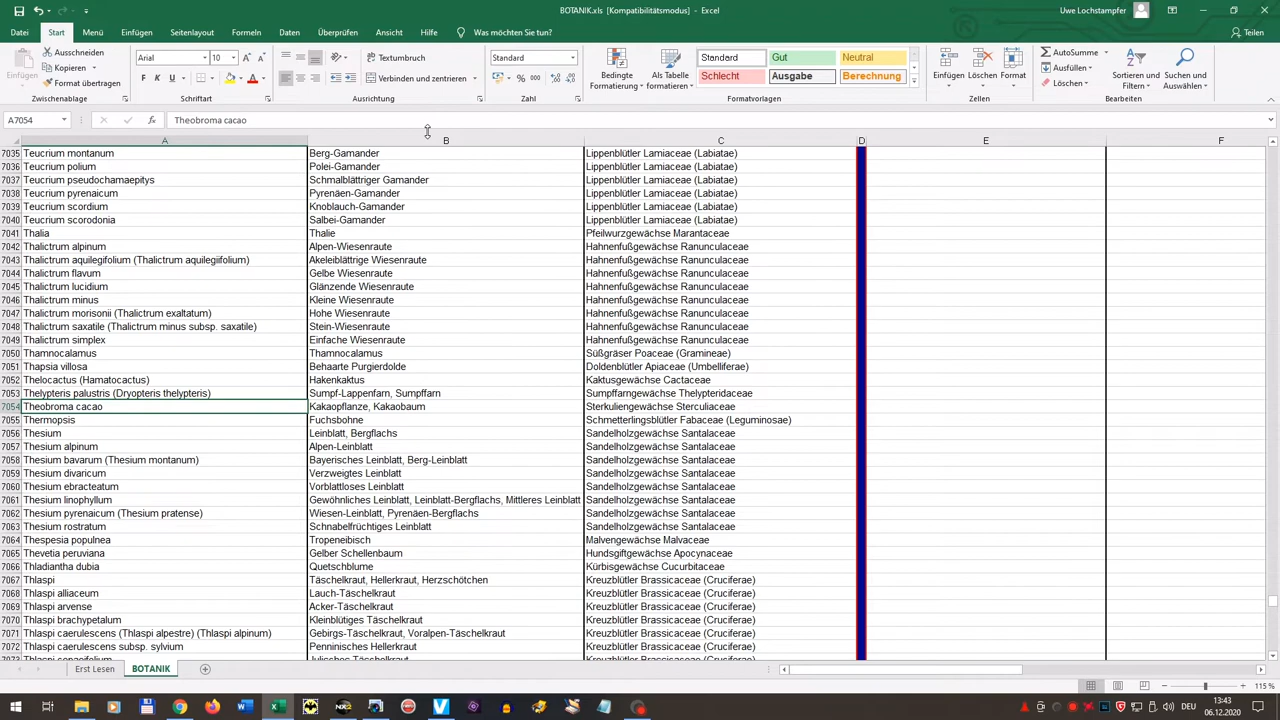 BOTANIK.xls [Kompatibilitätsmodus] - Excel
Uwe Lochstampfer
Datei Start Menü Einfügen Seitenlayout Formeln Daten Überprüfen Ansicht Hilfe Was möchten Sie tun? Teilen
Einfügen
Ausschneiden
Kopieren
Format übertragen
Zwischenablage
Arial 10
F K U
Schriftart
Textumbruch
Verbinden und zentrieren
Ausrichtung
Standard
% 000
Zahl
Bedingte Formatierung
Als Tabelle formatieren
Standard Gut Neutral
Schlecht Ausgabe Berechnung
Formatvorlagen
Einfügen Löschen Format
Zellen
AutoSumme
Ausfüllen
Löschen
Sortieren und Filtern
Suchen und Auswählen
Bearbeiten
A7054 fx Theobroma cacao
A B C D E F
7035 Teucrium montanum Berg-Gamander Lippenblütler Lamiaceae (Labiatae)
7036 Teucrium polium Polei-Gamander Lippenblütler Lamiaceae (Labiatae)
7037 Teucrium pseudochamaepitys Schmalblättriger Gamander Lippenblütler Lamiaceae (Labiatae)
7038 Teucrium pyrenaicum Pyrenäen-Gamander Lippenblütler Lamiaceae (Labiatae)
7039 Teucrium scordium Knoblauch-Gamander Lippenblütler Lamiaceae (Labiatae)
7040 Teucrium scorodonia Salbei-Gamander Lippenblütler Lamiaceae (Labiatae)
7041 Thalia Thalie Pfeilwurzgewächse Marantaceae
7042 Thalictrum alpinum Alpen-Wiesenraute Hahnenfußgewächse Ranunculaceae
7043 Thalictrum aquilegifolium (Thalictrum aquilegiifolium) Akeleiblättrige Wiesenraute Hahnenfußgewächse Ranunculaceae
7044 Thalictrum flavum Gelbe Wiesenraute Hahnenfußgewächse Ranunculaceae
7045 Thalictrum lucidium Glänzende Wiesenraute Hahnenfußgewächse Ranunculaceae
7046 Thalictrum minus Kleine Wiesenraute Hahnenfußgewächse Ranunculaceae
7047 Thalictrum morisonii (Thalictrum exaltatum) Hohe Wiesenraute Hahnenfußgewächse Ranunculaceae
7048 Thalictrum saxatile (Thalictrum minus subsp. saxatile) Stein-Wiesenraute Hahnenfußgewächse Ranunculaceae
7049 Thalictrum simplex Einfache Wiesenraute Hahnenfußgewächse Ranunculaceae
7050 Thamnocalamus Thamnocalamus Süßgräser Poaceae (Gramineae)
7051 Thapsia villosa Behaarte Purgierdolde Doldenblütler Apiaceae (Umbelliferae)
7052 Thelocactus (Hamatocactus) Hakenkaktus Kaktusgewächse Cactaceae
7053 Thelypteris palustris (Dryopteris thelypteris) Sumpf-Lappenfarn, Sumpffarn Sumpffarngewächse Thelypteridaceae
7054 Theobroma cacao Kakaopflanze, Kakaobaum Sterkuliengewächse Sterculiaceae
7055 Thermopsis Fuchsbohne Schmetterlingsblütler Fabaceae (Leguminosae)
7056 Thesium Leinblatt, Bergflachs Sandelholzgewächse Santalaceae
7057 Thesium alpinum Alpen-Leinblatt Sandelholzgewächse Santalaceae
7058 Thesium bavarum (Thesium montanum) Bayerisches Leinblatt, Berg-Leinblatt Sandelholzgewächse Santalaceae
7059 Thesium divaricum Verzweigtes Leinblatt Sandelholzgewächse Santalaceae
7060 Thesium ebracteatum Vorblattloses Leinblatt Sandelholzgewächse Santalaceae
7061 Thesium linophyllum Gewöhnliches Leinblatt, Leinblatt-Bergflachs, Mittleres Leinblatt Sandelholzgewächse Santalaceae
7062 Thesium pyrenaicum (Thesium pratense) Wiesen-Leinblatt, Pyrenäen-Bergflachs Sandelholzgewächse Santalaceae
7063 Thesium rostratum Schnabelfrüchtiges Leinblatt Sandelholzgewächse Santalaceae
7064 Thespesia populnea Tropeneibisch Malvengewächse Malvaceae
7065 Thevetia peruviana Gelber Schellenbaum Hundsgiftgewächse Apocynaceae
7066 Thladiantha dubia Quetschblume Kürbisgewächse Cucurbitaceae
7067 Thlaspi Täschelkraut, Hellerkraut, Herzschötchen Kreuzblütler Brassicaceae (Cruciferae)
7068 Thlaspi alliaceum Lauch-Täschelkraut Kreuzblütler Brassicaceae (Cruciferae)
7069 Thlaspi arvense Acker-Täschelkraut Kreuzblütler Brassicaceae (Cruciferae)
7070 Thlaspi brachypetalum Kleinblütiges Täschelkraut Kreuzblütler Brassicaceae (Cruciferae)
7071 Thlaspi caerulescens (Thlaspi alpestre) (Thlaspi alpinum) Gebirgs-Täschelkraut, Voralpen-Täschelkraut Kreuzblütler Brassicaceae (Cruciferae)
7072 Thlaspi caerulescens subsp. sylvium Penninisches Hellerkraut Kreuzblütler Brassicaceae (Cruciferae)
Erst Lesen BOTANIK
115 %
DEU 13:43
06.12.2020